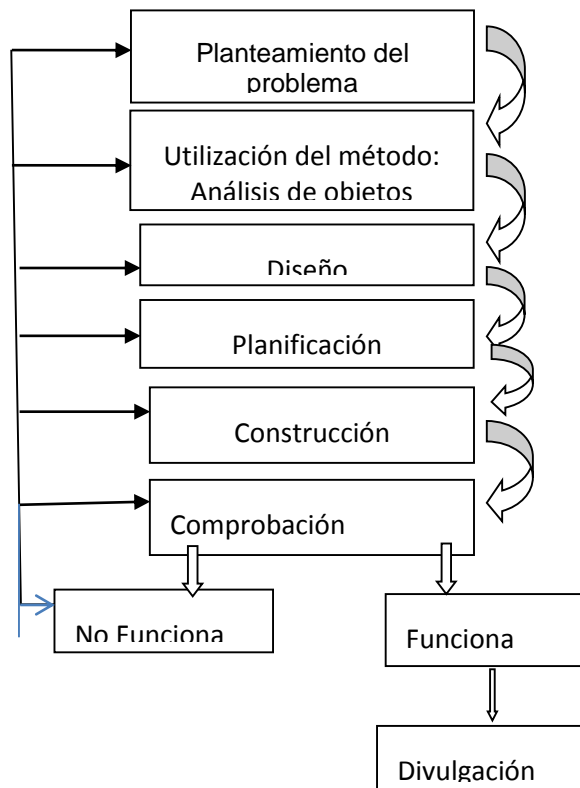 Planteamiento del
problema
Utilización del método:
Análisis de objetos
Diseño
Planificación
Construcción
Comprobación
No Funciona
Funciona
Divulgación